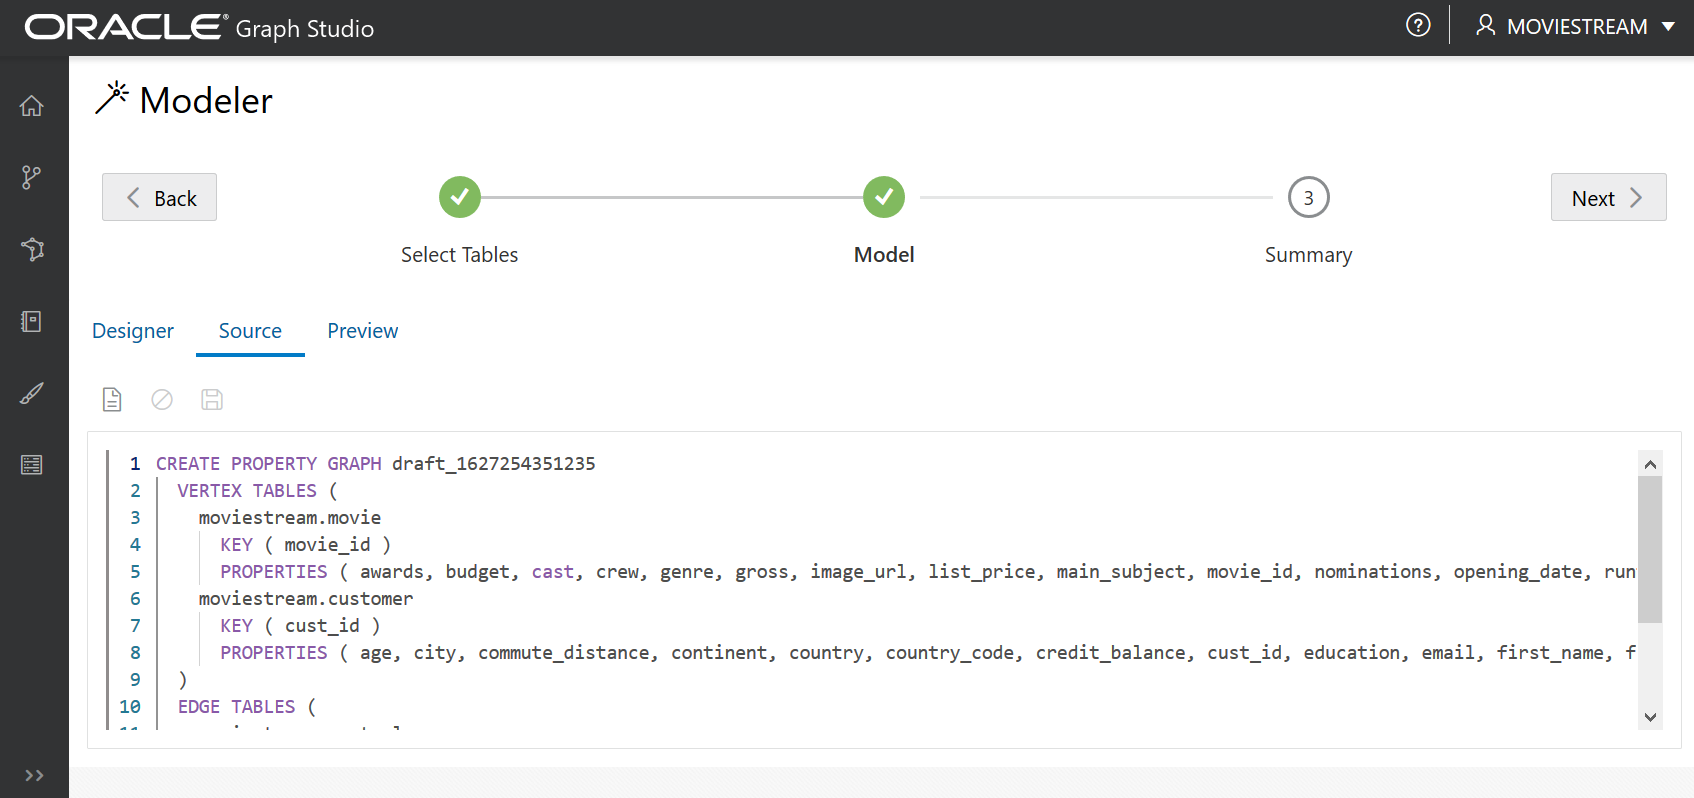 ORACLE® Graph Studio
MOVIESTREAM
Modeler
Back
Next
3
Select Tables
Model
Summary
Designer
Source
Preview
1 CREATE PROPERTY GRAPH draft_1627254351235
2 VERTEX TABLES (
3 moviestream.movie
4 KEY ( movie_id )
5 PROPERTIES ( awards, budget, cast, crew, genre, gross, image_url, list_price, main_subject, movie_id, nominations, opening_date, run
6 moviestream.customer
7 KEY ( cust_id )
8 PROPERTIES ( age, city, commute_distance, continent, country, country_code, credit_balance, cust_id, education, email, first_name, f
9 )
10 EDGE TABLES (